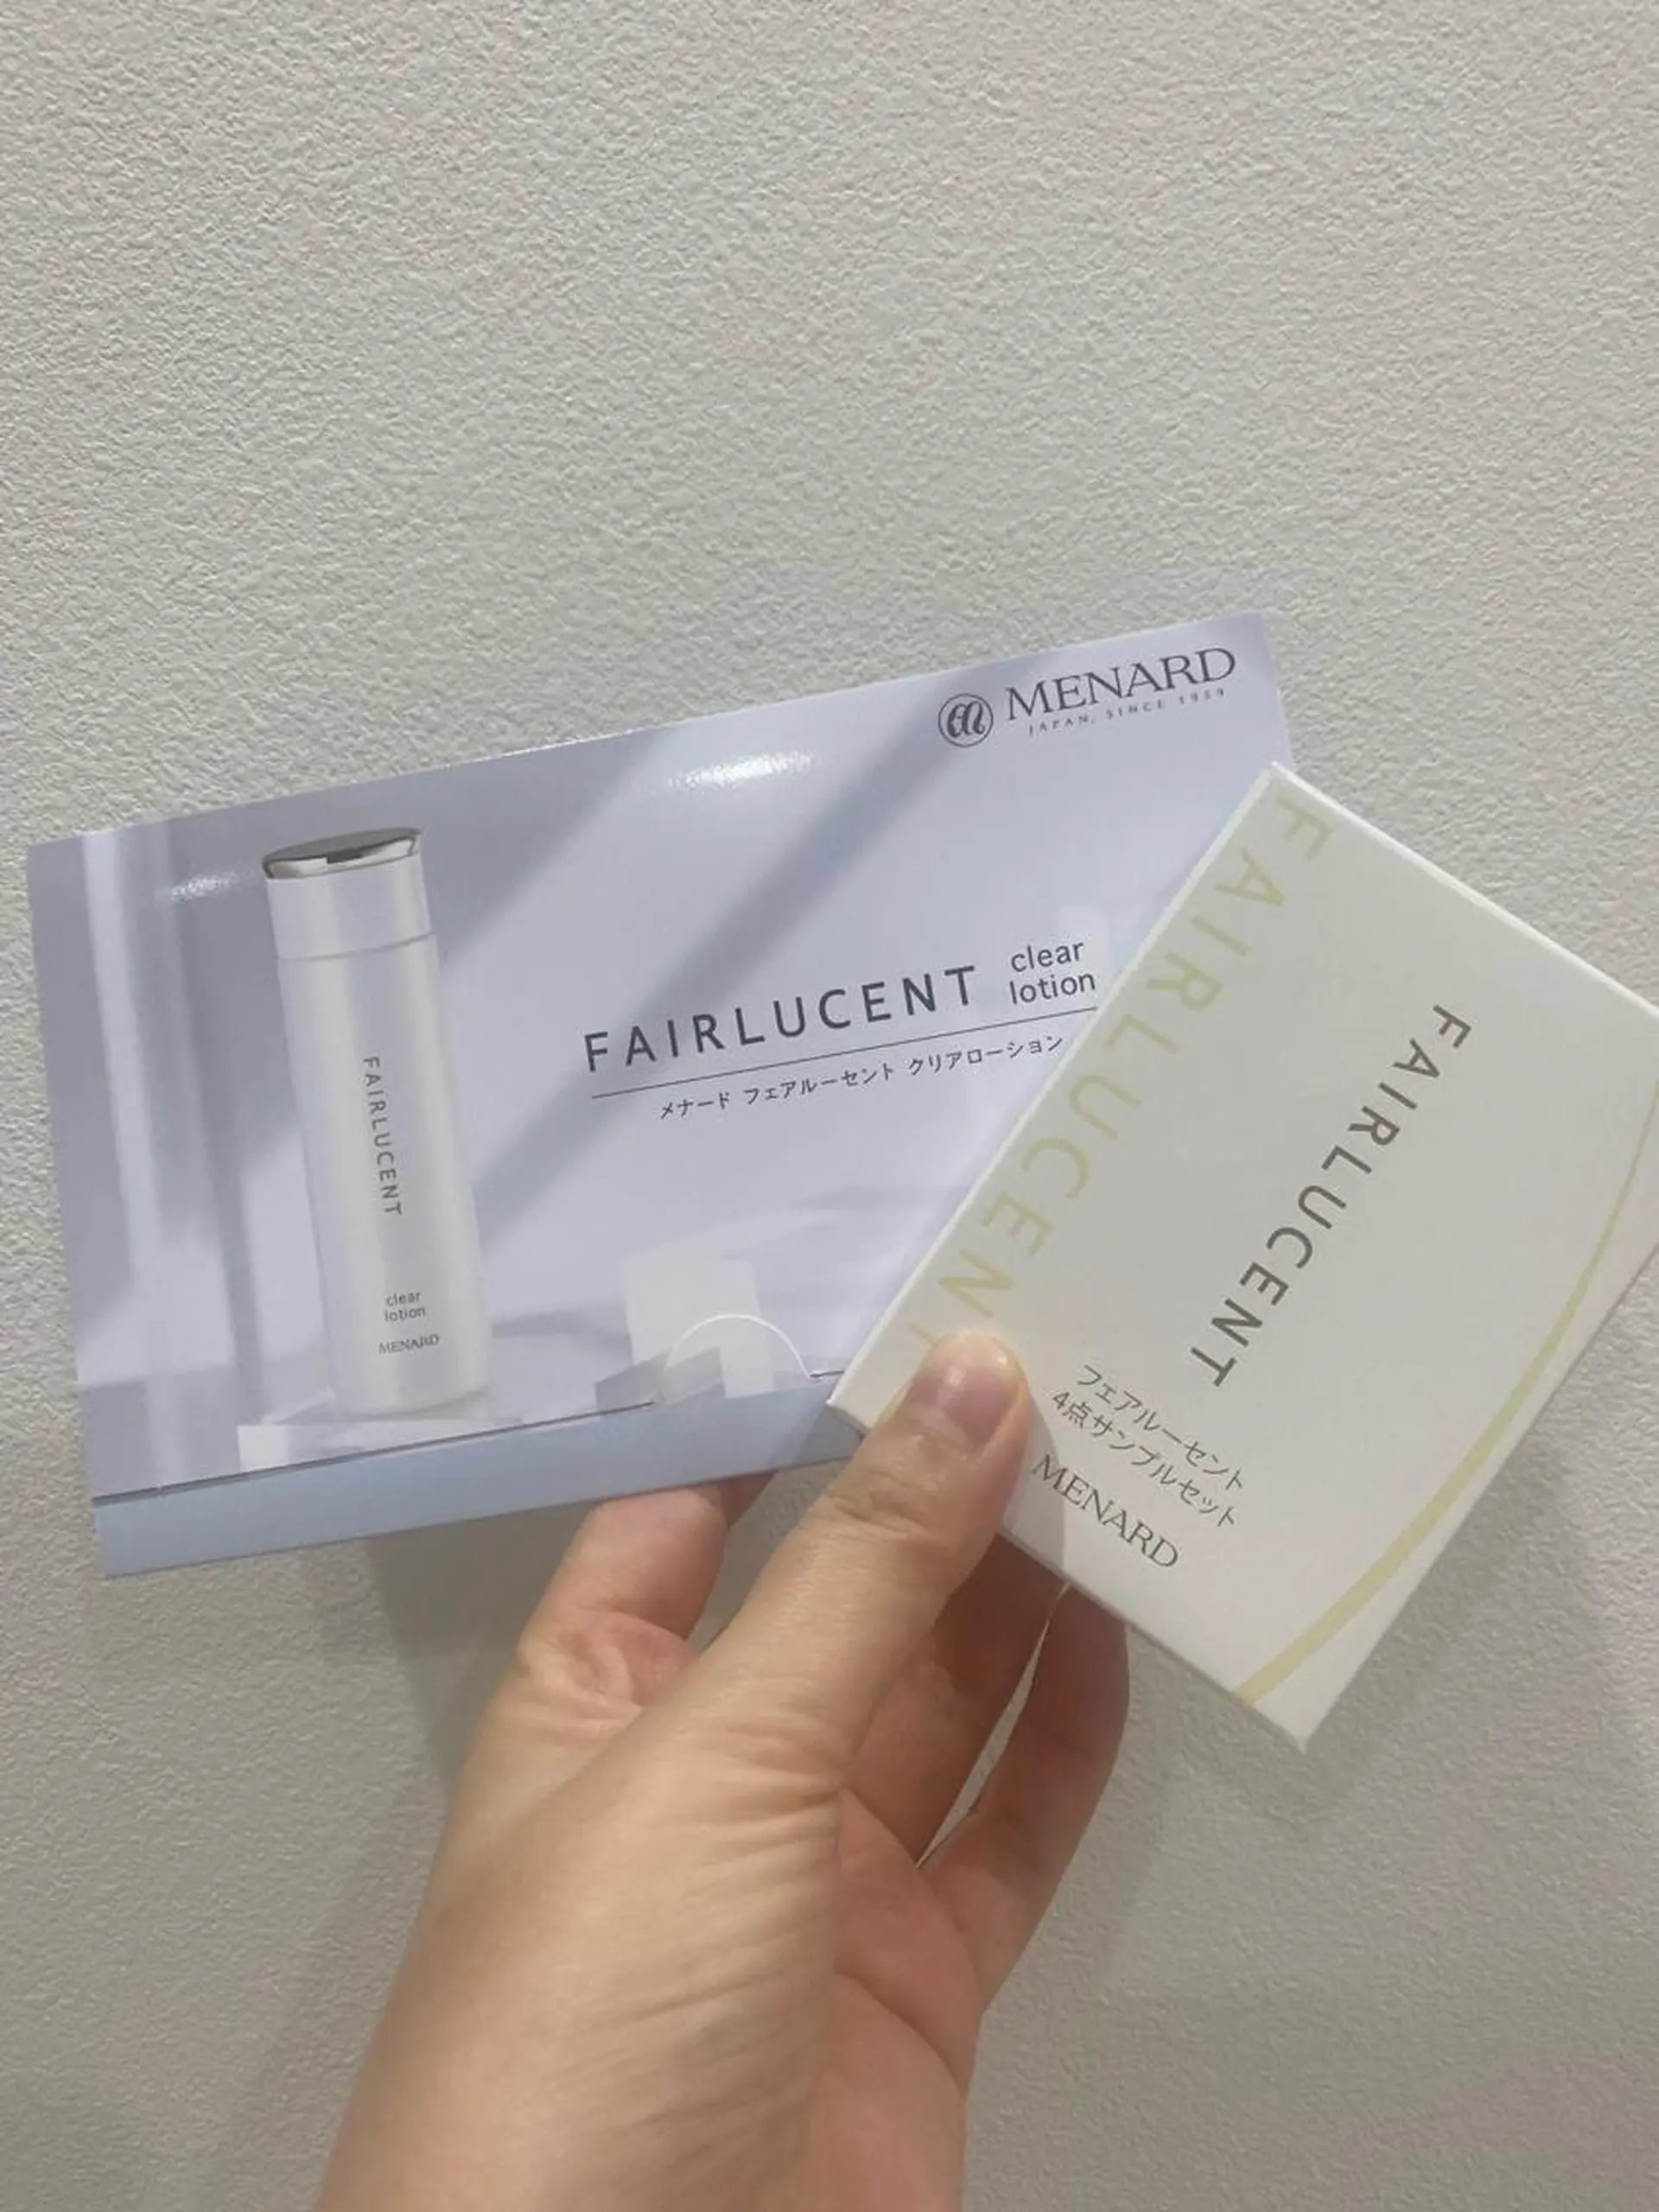 MENARD
JAPAN, SINCE 1959
FAIRLUCENT clear lotion
メナード フェアルーセント クリアローション
FAIRLUCENT
clear
lotion
MENARD
FAIRLUCENT
FAIRLUCENT
フェアルーセント
4点サンプルセット
MENARD